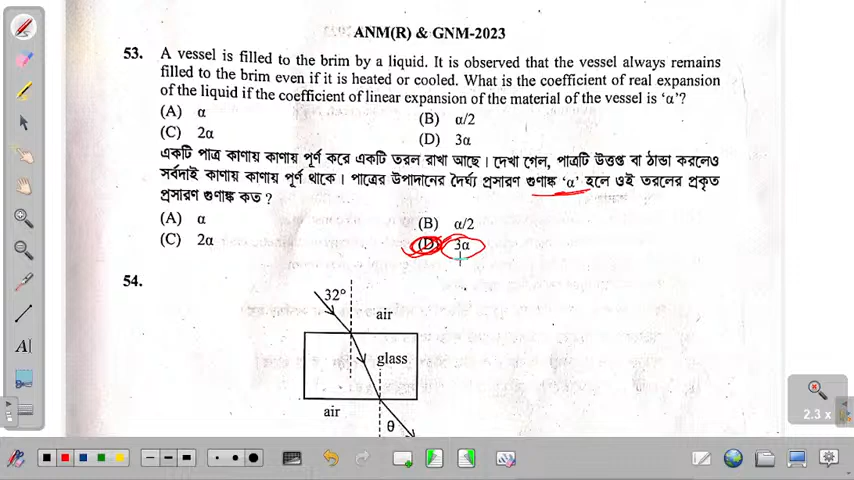 ANM(R) & GNM-2023
53. A vessel is filled to the brim by a liquid. It is observed that the vessel always remains
filled to the brim even if it is heated or cooled. What is the coefficient of real expansion
of the liquid if the coefficient of linear expansion of the material of the vessel is ‘α’?
(A) α (B) α/2
(C) 2α (D) 3α
একটি পাত্র কাণায় কাণায় পূর্ণ করে একটি তরল রাখা আছে। দেখা গেল, পাত্রটি উত্তপ্ত বা ঠাণ্ডা করলেও
সর্বদাই কাণায় কাণায় পূর্ণ থাকে। পাত্রের উপাদানের দৈর্ঘ্য প্রসারণ গুণাঙ্ক ‘α’ হলে ওই তরলের প্রকৃত
প্রসারণ গুণাঙ্ক কত ?
(A) α (B) α/2
(C) 2α (D) 3α
54.
32°
air
glass
air
θ
A
2.3 x